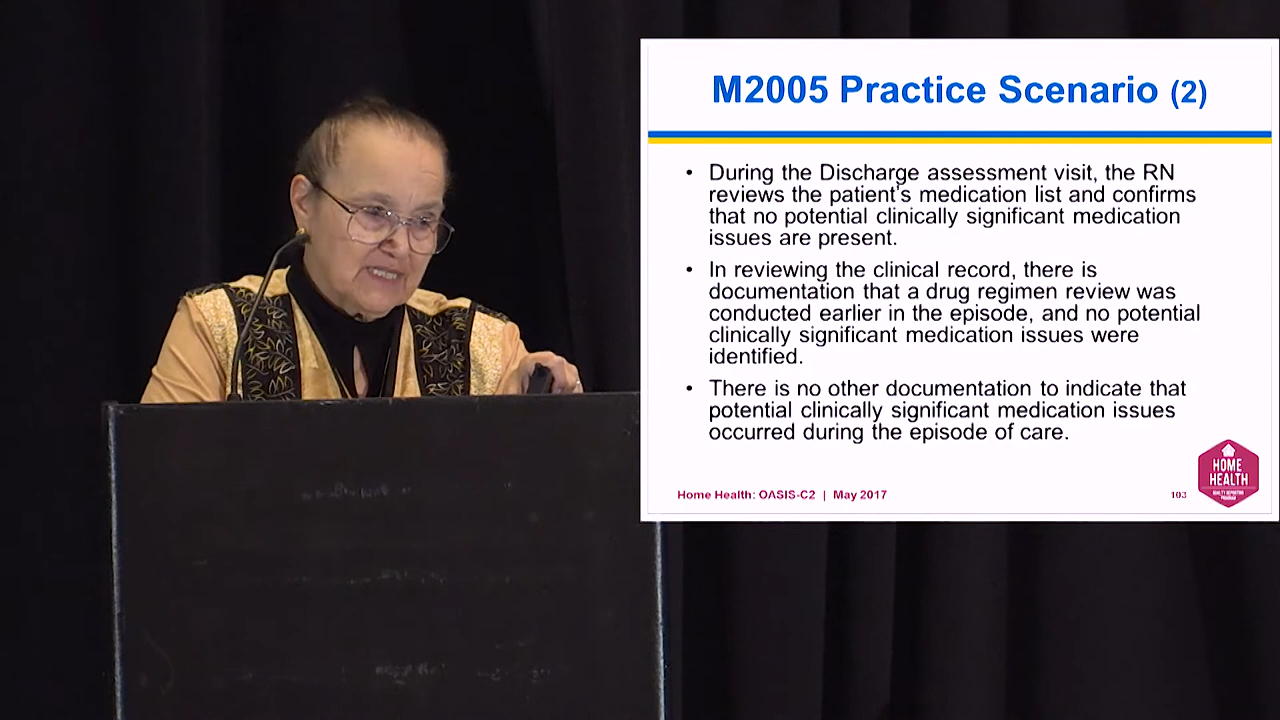 M2005 Practice Scenario (2)
• During the Discharge assessment visit, the RN
reviews the patient's medication list and confirms
that no potential clinically significant medication
issues are present.
• In reviewing the clinical record, there is
documentation that a drug regimen review was
conducted earlier in the episode, and no potential
clinically significant medication issues were
identified.
• There is no other documentation to indicate that
potential clinically significant medication issues
occurred during the episode of care.
HOME
HEALTH
QUALITY REPORTING
PROGRAM
Home Health: OASIS-C2 | May 2017
103